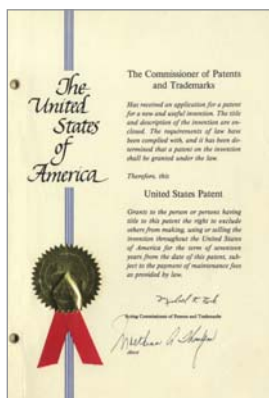 The
United
States
of
America
The Commissioner of Patents
and Trademarks
Has received an application for a patent
for a new and useful invention. The title
and description of the invention are en-
closed. The requirements of law have
been complied with, and it has been de-
termined that a patent on the invention
shall be granted under the law.
Therefore, this
United States Patent
Grants to the person or persons having
title to this patent the right to exclude
others from making, using or selling the
invention throughout the United States
of America for the term of seventeen
years from the date of this patent, sub-
ject to the payment of maintenance fees
as provided by law.
Acting Commissioner of Patents and Trademarks
Attest